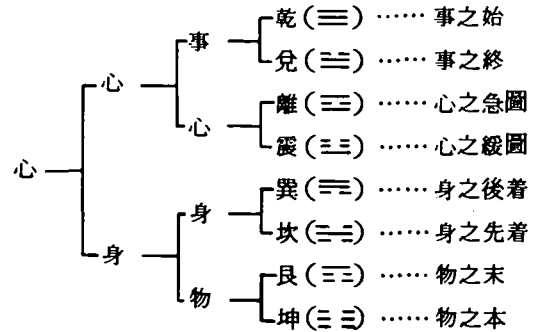 乾(☰)……事之始
事
兌(☱)……事之終
心
離(☲)……心之急圖
心
震(☳)……心之緩圖
心
巽(☴)……身之後着
身
坎(☵)……身之先着
身
艮(☶)……物之末
物
坤(☷)……物之本